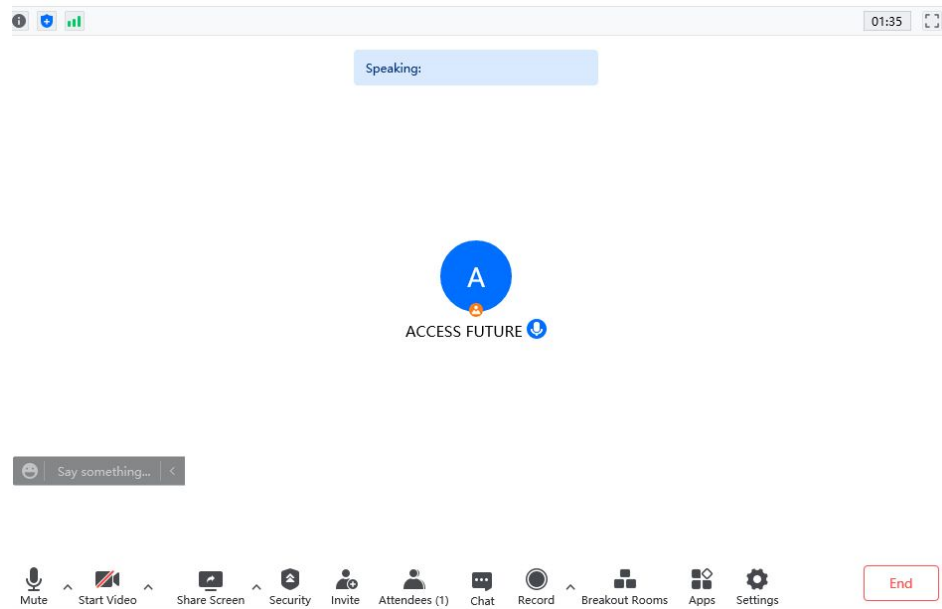 01:35
Speaking:
A
ACCESS FUTURE
Say something...
Mute Start Video Share Screen Security Invite Attendees (1) Chat Record Breakout Rooms Apps Settings End